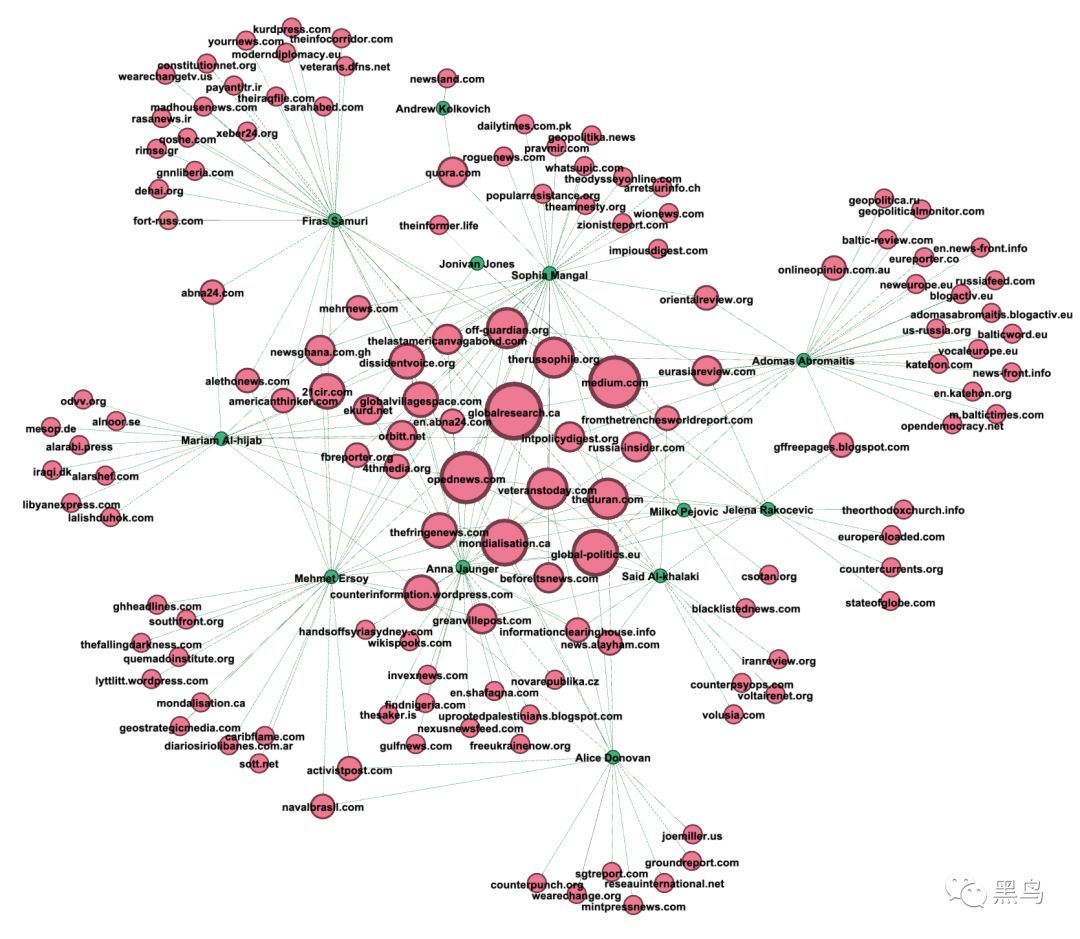 kurdpress.com
yournews.com
theinfocorridor.com
moderndiplomacy.eu
constitutionnet.org
veterans.dfns.net
wearechangetv.us
payantitr.ir
theiraqfile.com
madhousenews.com
sarahabed.com
rasanews.ir
xeber24.org
qoshe.com
rimse.gr
gnnliberia.com
dehai.org
fort-russ.com
Firas Samuri
newsland.com
Andrew Kolkovich
quora.com
theinformer.life
Jonivan Jones
dailytimes.com.pk
geopolitika.news
pravmir.com
roguenews.com
whatsupic.com
theodysseyonline.com
arretsurinfo.ch
popularresistance.org
theamnesty.org
wionews.com
zionistreport.com
impiousdigest.com
Sophia Mangal
orientalreview.org
geopolitica.ru
geopoliticalmonitor.com
baltic-review.com
en.news-front.info
eureporter.co
onlineopinion.com.au
neweurope.eu
russiafeed.com
blogactiv.eu
adomasabromaitis.blogactiv.eu
us-russia.org
balticword.eu
vocaleurope.eu
Adomas Abromaitis
katehon.com
news-front.info
en.katehon.org
m.baltictimes.com
opendemocracy.net
gffreepages.blogspot.com
abna24.com
mehrnews.com
off-guardian.org
thelastamericanvagabond.com
newsghana.com.gh
dissidentvoice.org
therussophile.org
medium.com
eurasiareview.com
alethonews.com
21cir.com
americanthinker.com
globalvillagespace.com
ekurd.net
globalresearch.ca
en.abna24.com
fromthetrenchesworldreport.com
orbitt.net
intpolicydigest.org
russia-insider.com
fbreporter.org
4thmedia.org
odvv.org
mesop.de
alnoor.se
Mariam Al-hijab
alarabi.press
iraqi.dk
alarshef.com
libyanexpress.com
lalishduhok.com
opednews.com
veteranstoday.com
theduran.com
Milko Pejovic
Jelena Rakocevic
theorthodoxchurch.info
europereloaded.com
countercurrents.org
stateofglobe.com
thefringenews.com
mondialisation.ca
global-politics.eu
Mehmet Ersoy
Anna Jaunger
beforeitsnews.com
Said Al-khalaki
csotan.org
counterinformation.wordpress.com
blacklistednews.com
ghheadlines.com
southfront.org
greanvillepost.com
handsoffsyriasydney.com
wikispooks.com
informationclearinghouse.info
news.alayham.com
thefallingdarkness.com
quemadoinstitute.org
lyttlitt.wordpress.com
mondalisation.ca
geostrategicmedia.com
caribflame.com
diariosiriolibanes.com.ar
sott.net
invexnews.com
en.shafaqna.com
novarepublika.cz
findnigeria.com
thesaker.is
uprootedpalestinians.blogspot.com
nexusnewsfeed.com
gulfnews.com
freeukrainenow.org
iranreview.org
counterpsyops.com
voltairenet.org
volusia.com
Alice Donovan
activistpost.com
navalbrasil.com
joemiller.us
groundreport.com
sgtreport.com
counterpunch.org
reseauinternational.net
wearechange.org
mintpressnews.com
黑鸟